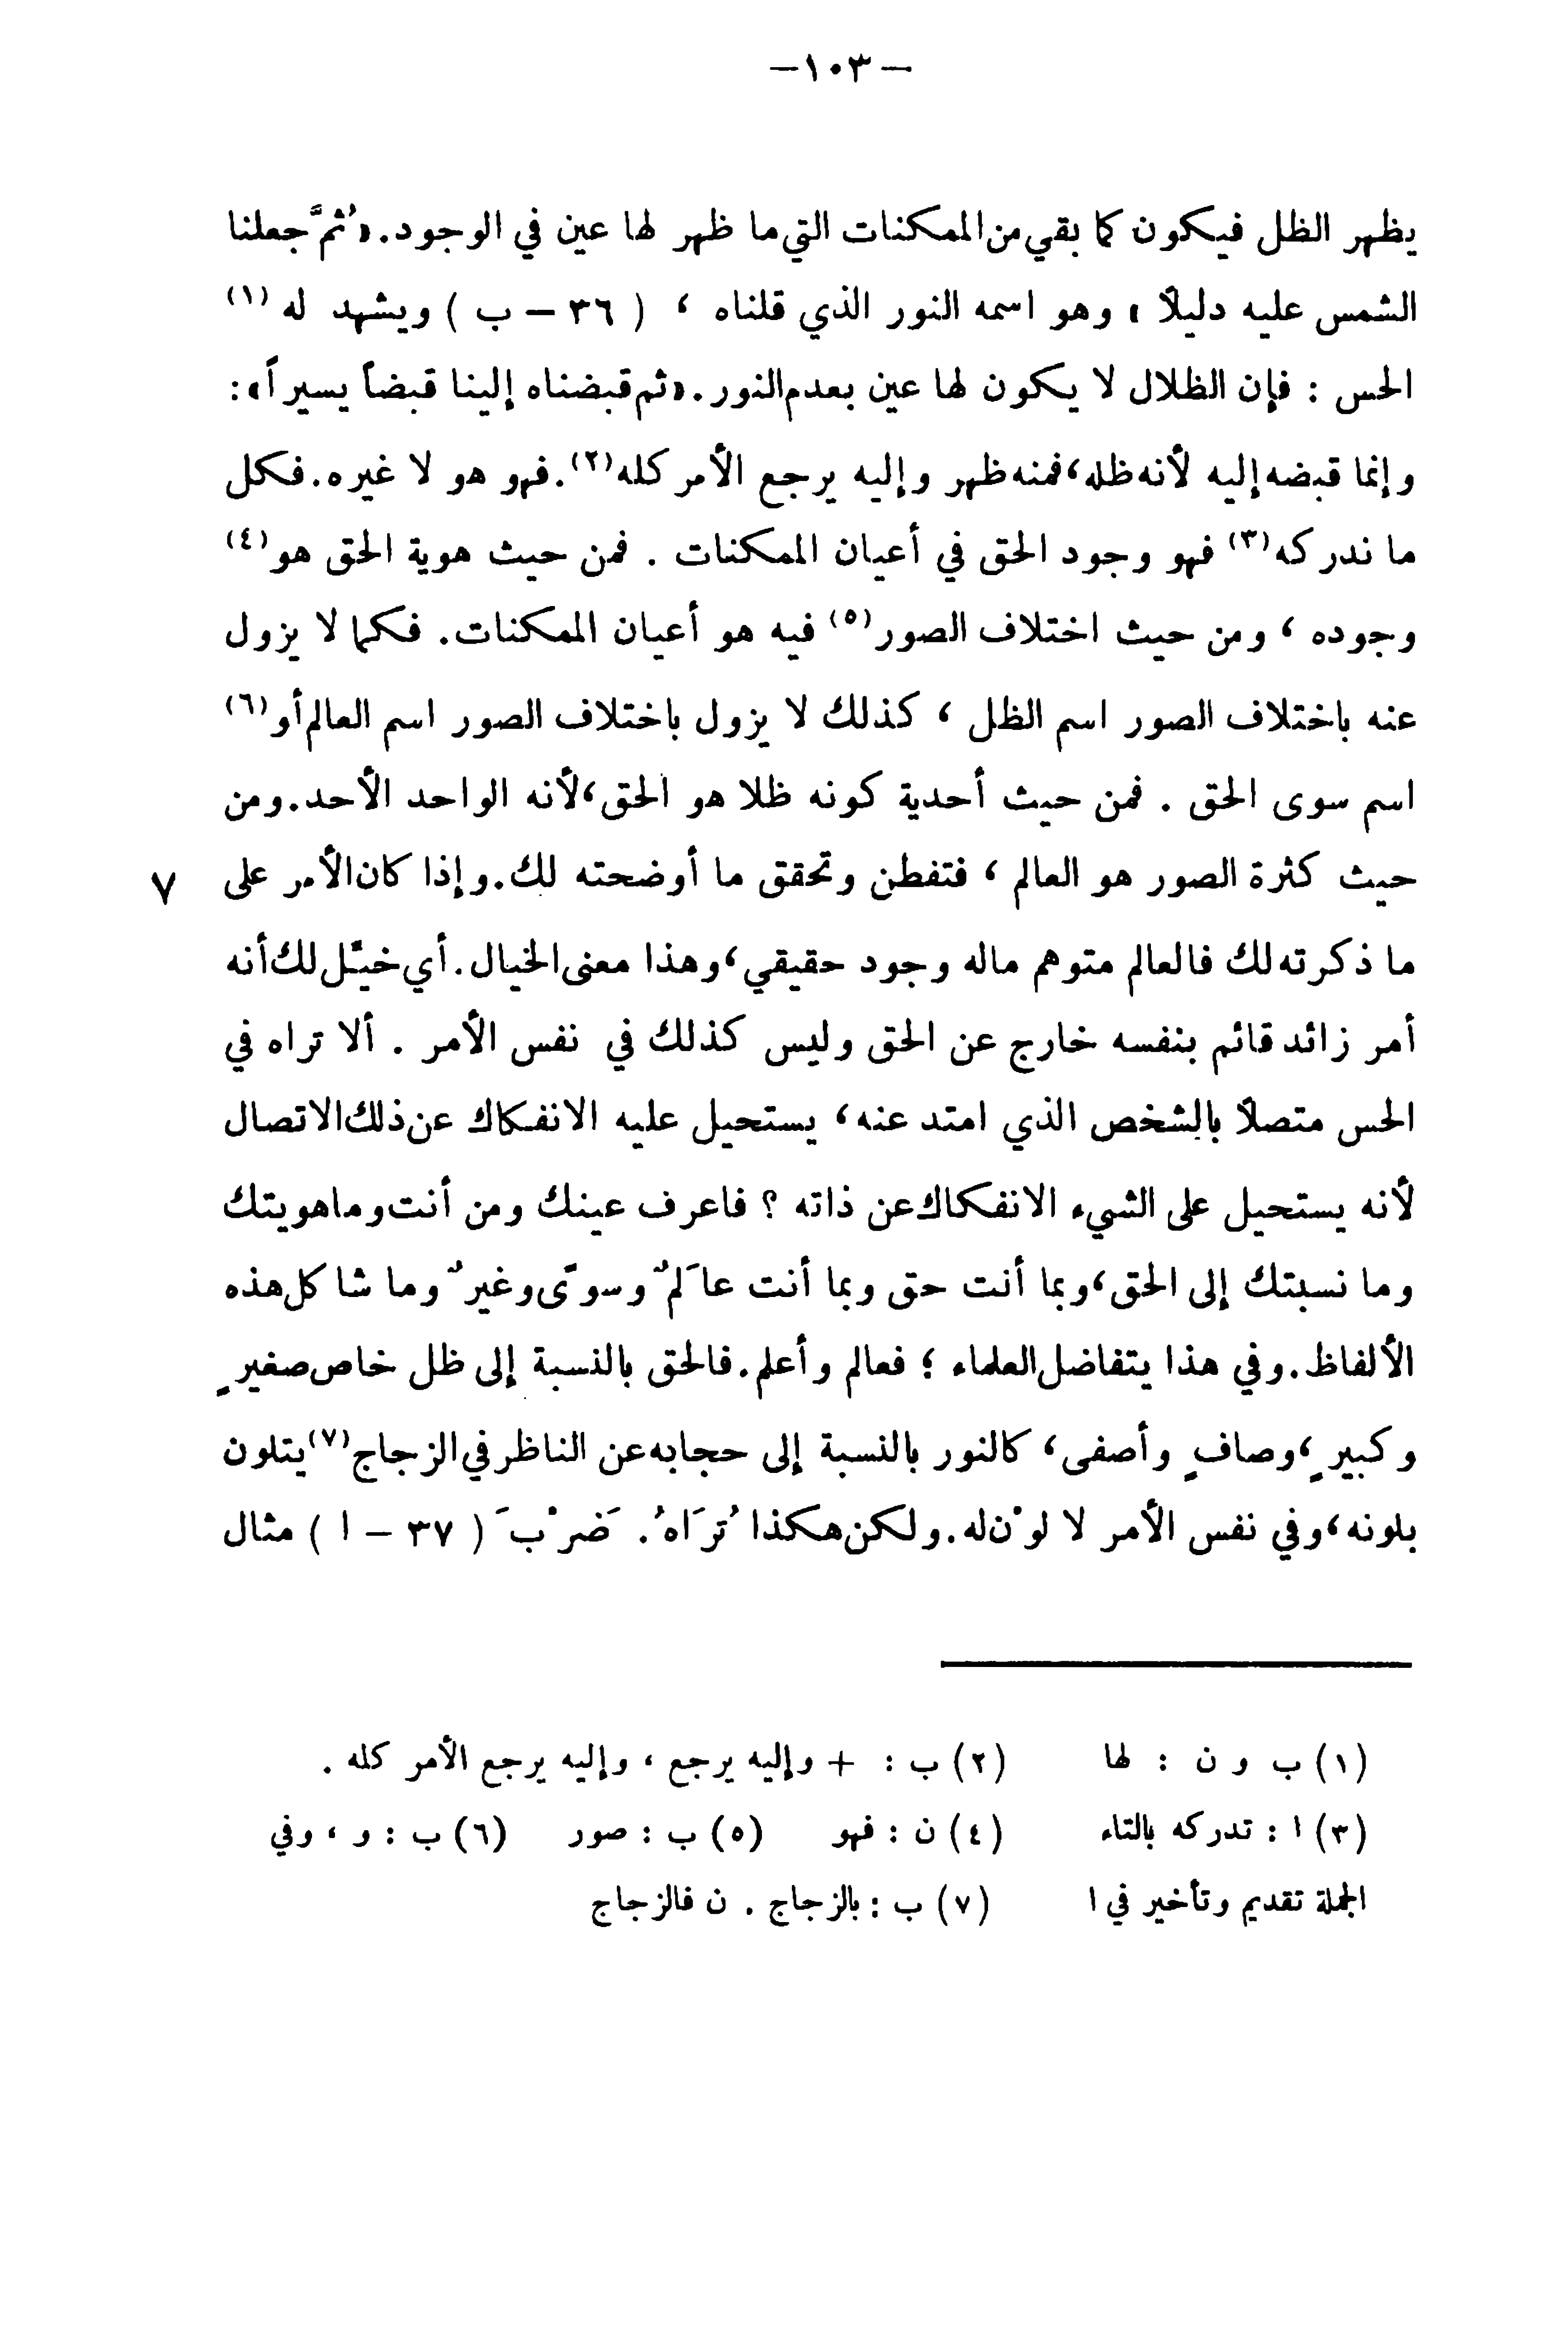 — ١٠٣ —
يظهر الظل فيكون كما بقي من الممكنات التي ما ظهر لها عين في الوجود. «ثُمَّ جعلنا
الشمس عليه دليلاً » وهو اسمه النور الذي قلناه ، ( ٣٦ – ب ) ويشهد له (١)
الحس : فإن الظلال لا يكون لها عين بعدم النور. «ثم قبضناه إلينا قبضاً يسيراً»:
وإنما قبضه إليه لأنه ظله، فمنه ظهر وإليه يرجع الأمر كله(٢). فهو هو لا غيره. فكل
ما ندركه(٣) فهو وجود الحق في أعيان الممكنات . فمن حيث هوية الحق هو(٤)
وجوده ، ومن حيث اختلاف الصور(٥) فيه هو أعيان الممكنات. فكما لا يزول
عنه باختلاف الصور اسم الظل ، كذلك لا يزول باختلاف الصور اسم العالم أو(٦)
اسم سوى الحق . فمن حيث أحدية كونه ظلا هو الحق، لأنه الواحد الأحد. ومن
حيث كثرة الصور هو العالم ، فتفطن وتحقق ما أوضحته لك. وإذا كان الأمر على ٧
ما ذكرته لك فالعالم متوهم ماله وجود حقيقي، وهذا معنى الخيال. أي خيِّل لك أنه
أمر زائد قائم بنفسه خارج عن الحق وليس كذلك في نفس الأمر . ألا تراه في
الحس متصلاً بالشخص الذي امتد عنه ، يستحيل عليه الانفكاك عن ذلك الاتصال
لأنه يستحيل على الشيء الانفكاك عن ذاته ؟ فاعرف عينك ومن أنت وما هويتك
وما نسبتك إلى الحق، وبما أنت حق وبما أنت عالَمٌ وسوىً وغيرٌ وما شاكل هذه
الألفاظ. وفي هذا يتفاضل العلماء ؛ فعالم وأعلم. فالحق بالنسبة إلى ظل خاص صغيرٍ
وكبيرٍ، وصافٍ وأصفى، كالنور بالنسبة إلى حجابه عن الناظر في الزجاج(٧) يتلون
بلونه، وفي نفس الأمر لا لوْن له. ولكن هكذا تُرَاهُ. ضَرْبَ ( ٣٧ – ا ) مثال
(١) ب و ن : لها (٢) ب : + وإليه يرجع ، وإليه يرجع الأمر كله .
(٣) ا : تدركه بالتاء (٤) ن : فهو (٥) ب : صور (٦) ب : و ، وفي
الجملة تقديم وتأخير في ا (٧) ب : بالزجاج . ن فالزجاج